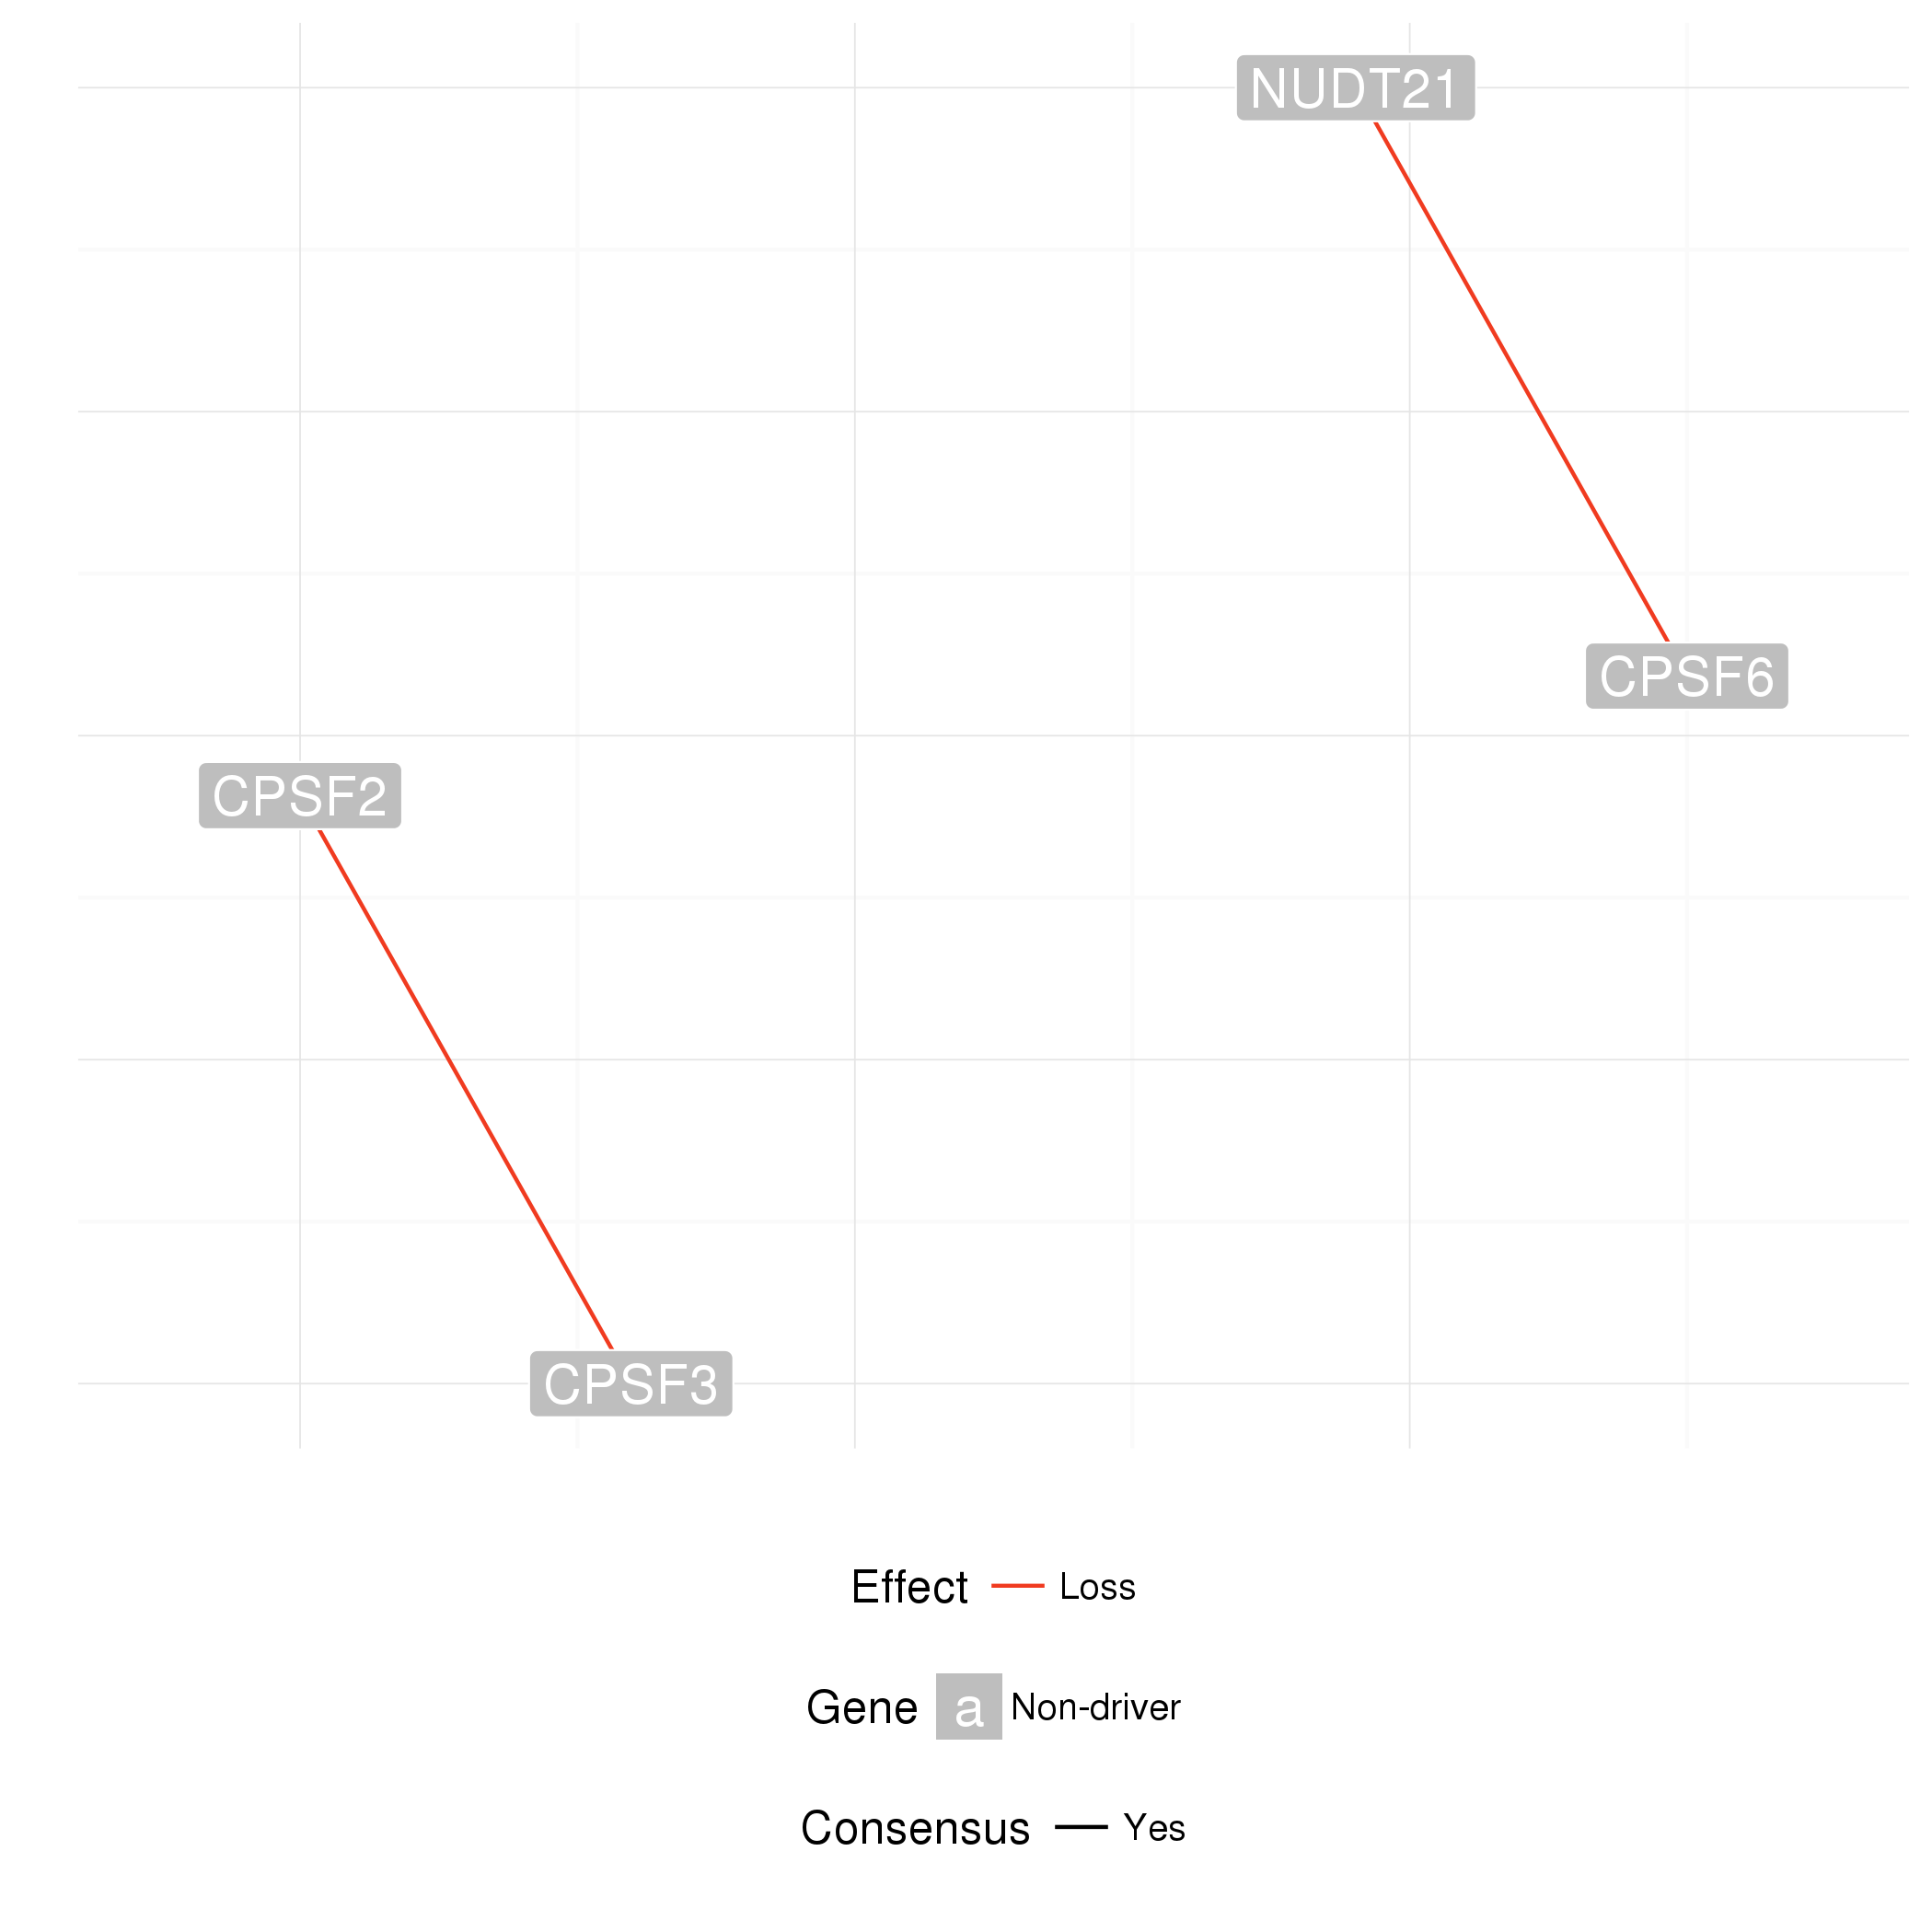 NUDT21
CPSF6
CPSF2
CPSF3
Effect Loss
Gene a Non-driver
Consensus Yes